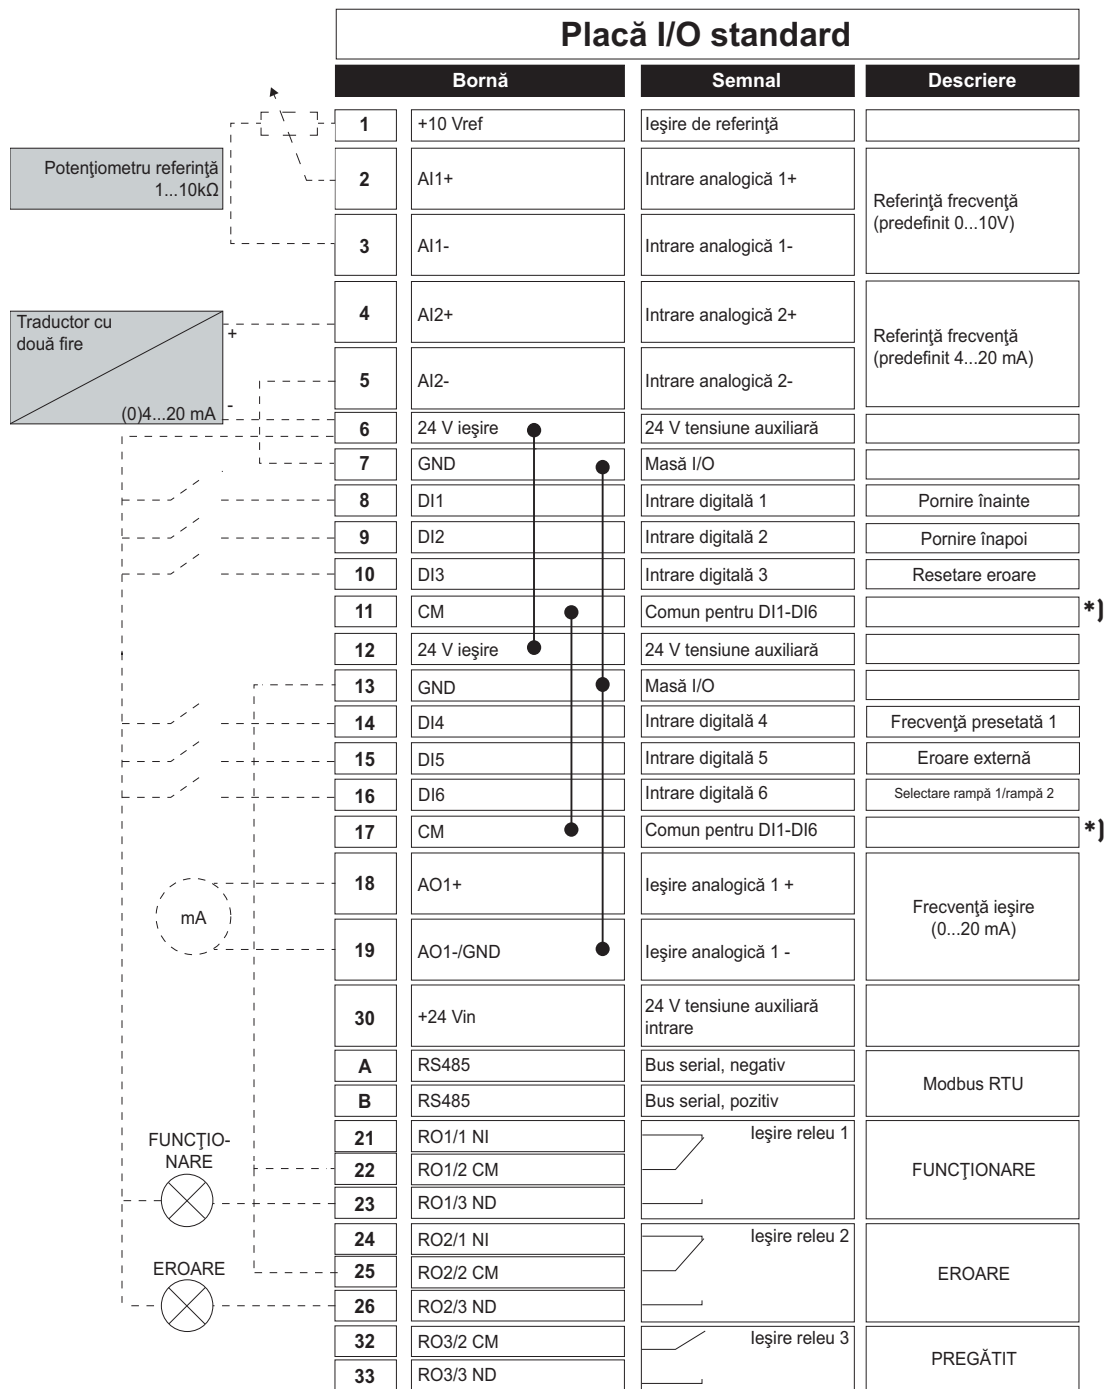 Placă I/O standard
Bornă Semnal Descriere
1 +10 Vref Ieşire de referinţă
Potenţiometru referinţă
1...10kΩ
2 AI1+ Intrare analogică 1+
Referinţă frecvenţă
(predefinit 0...10V)
3 AI1- Intrare analogică 1-
4 AI2+ Intrare analogică 2+
Traductor cu
două fire
+
Referinţă frecvenţă
(predefinit 4...20 mA)
5 AI2- Intrare analogică 2-
-
(0)4...20 mA
6 24 V ieşire 24 V tensiune auxiliară
7 GND Masă I/O
8 DI1 Intrare digitală 1 Pornire înainte
9 DI2 Intrare digitală 2 Pornire înapoi
10 DI3 Intrare digitală 3 Resetare eroare
11 CM Comun pentru DI1-DI6 *)
12 24 V ieşire 24 V tensiune auxiliară
13 GND Masă I/O
14 DI4 Intrare digitală 4 Frecvenţă presetată 1
15 DI5 Intrare digitală 5 Eroare externă
16 DI6 Intrare digitală 6 Selectare rampă 1/rampă 2
17 CM Comun pentru DI1-DI6 *)
18 AO1+ Ieşire analogică 1 +
mA
Frecvenţă ieşire
(0...20 mA)
19 AO1-/GND Ieşire analogică 1 -
30 +24 Vin 24 V tensiune auxiliară
intrare
A RS485 Bus serial, negativ
Modbus RTU
B RS485 Bus serial, pozitiv
21 RO1/1 NI Ieşire releu 1
FUNCŢIO-
NARE
22 RO1/2 CM FUNCŢIONARE
23 RO1/3 ND
24 RO2/1 NI Ieşire releu 2
EROARE
25 RO2/2 CM EROARE
26 RO2/3 ND
32 RO3/2 CM Ieşire releu 3
PREGĂTIT
33 RO3/3 ND